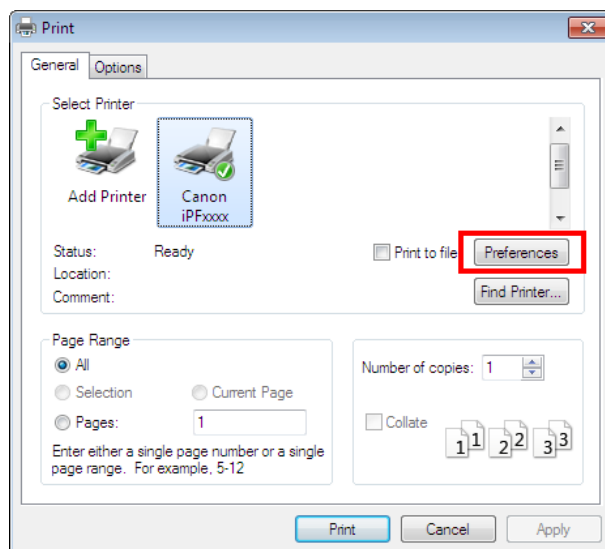 Print
General Options
Select Printer
Add Printer Canon
iPFxxxx
Status: Ready Print to file Preferences
Location:
Comment: Find Printer...
Page Range
All Number of copies: 1
Selection Current Page
Pages: 1 Collate
Enter either a single page number or a single
page range. For example, 5-12
1 1 2 2 3 3
Print Cancel Apply